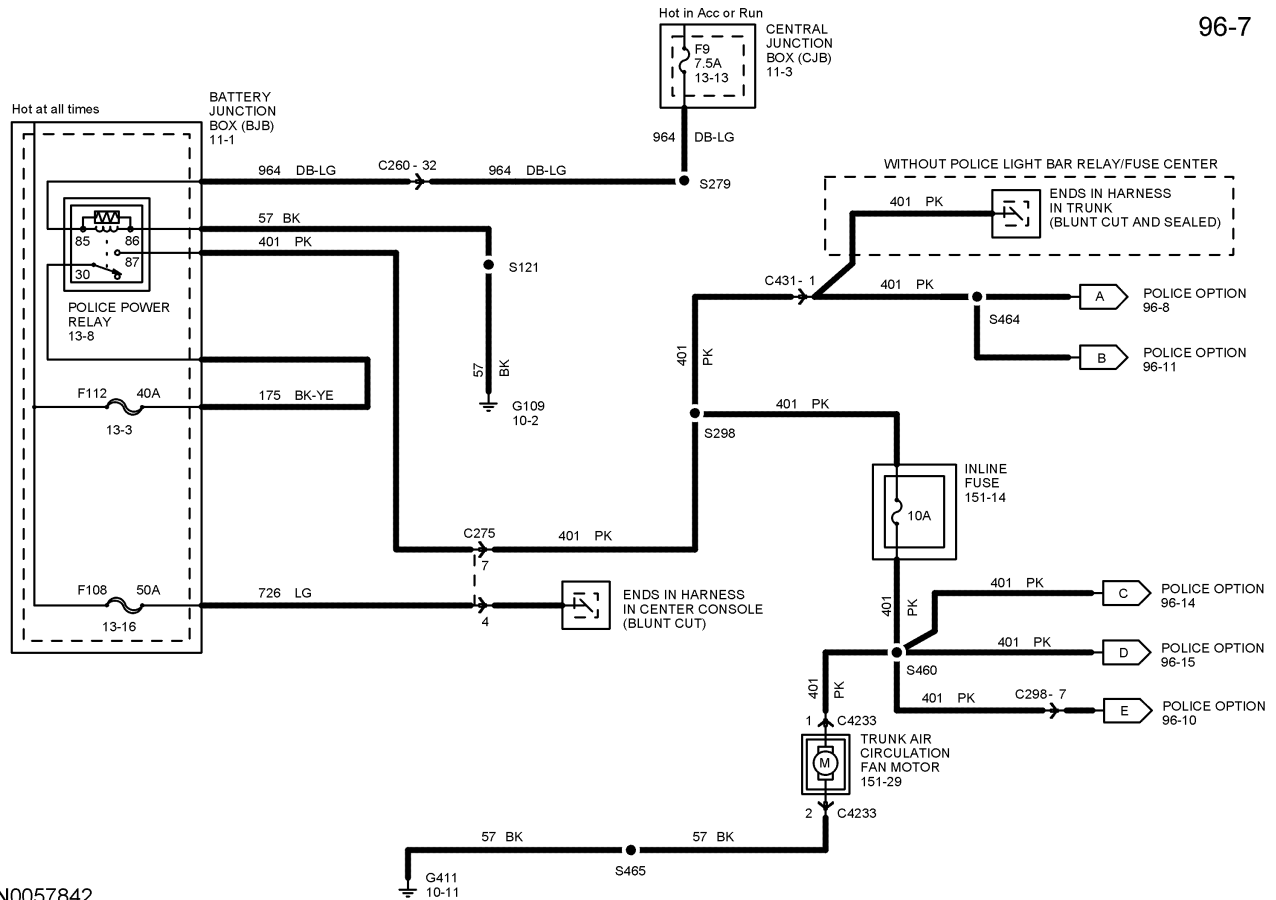 96-7
Hot in Acc or Run
CENTRAL
JUNCTION
BOX (CJB)
11-3
F9
7.5A
13-13
964 DB-LG
S279
Hot at all times
BATTERY
JUNCTION
BOX (BJB)
11-1
964 DB-LG
C260 - 32
964 DB-LG
57 BK
401 PK
85
86
87
30
POLICE POWER
RELAY
13-8
S121
57
BK
G109
10-2
F112
40A
13-3
175 BK-YE
C275
7
401 PK
F108
50A
13-16
726 LG
4
ENDS IN HARNESS
IN CENTER CONSOLE
(BLUNT CUT)
WITHOUT POLICE LIGHT BAR RELAY/FUSE CENTER
401 PK
ENDS IN HARNESS
IN TRUNK
(BLUNT CUT AND SEALED)
C431- 1
401 PK
S464
A
POLICE OPTION
96-8
B
POLICE OPTION
96-11
401
PK
S298
401 PK
INLINE
FUSE
151-14
10A
401
PK
401 PK
C
POLICE OPTION
96-14
401 PK
D
POLICE OPTION
96-15
S460
401 PK
C298- 7
E
POLICE OPTION
96-10
401
PK
1
C4233
TRUNK AIR
CIRCULATION
FAN MOTOR
151-29
M
2
C4233
57 BK
57 BK
S465
G411
10-11
N0057842